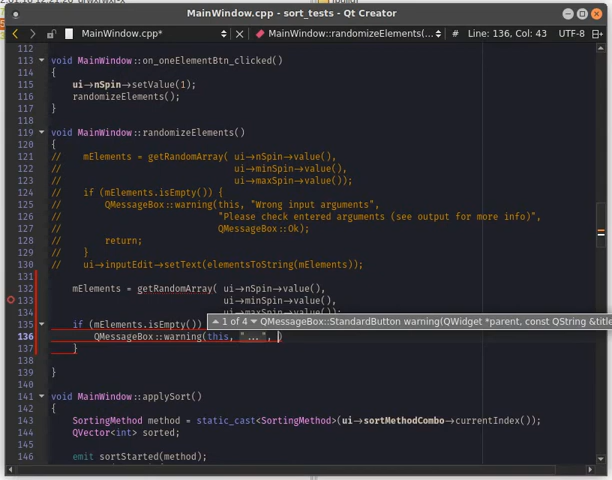 MainWindow.cpp - sort_tests - Qt Creator
MainWindow.cpp* MainWindow::randomizeElements(... # Line: 136, Col: 43 UTF-8
112
113 void MainWindow::on_oneElementBtn_clicked()
114 {
115 ui→nSpin→setValue(1);
116 randomizeElements();
117 }
118
119 void MainWindow::randomizeElements()
120 {
121 // mElements = getRandomArray( ui→nSpin→value(),
122 // ui→minSpin→value(),
123 // ui→maxSpin→value());
124 // if (mElements.isEmpty()) {
125 // QMessageBox::warning(this, "Wrong input arguments",
126 // "Please check entered arguments (see output for more info)",
127 // QMessageBox::Ok);
128 // return;
129 // }
130 // ui→inputEdit→setText(elementsToString(mElements));
131
132 mElements = getRandomArray( ui→nSpin→value(),
133 ui→minSpin→value(),
134 ui→maxSpin→value());
135 if (mElements.isEmpty()) 1 of 4 QMessageBox::StandardButton warning(QWidget *parent, const QString &title
136 QMessageBox::warning(this, "...", )
137 }
138
139 }
140
141 void MainWindow::applySort()
142 {
143 SortingMethod method = static_cast<SortingMethod>(ui→sortMethodCombo→currentIndex());
144 QVector<int> sorted;
145
146 emit sortStarted(method);